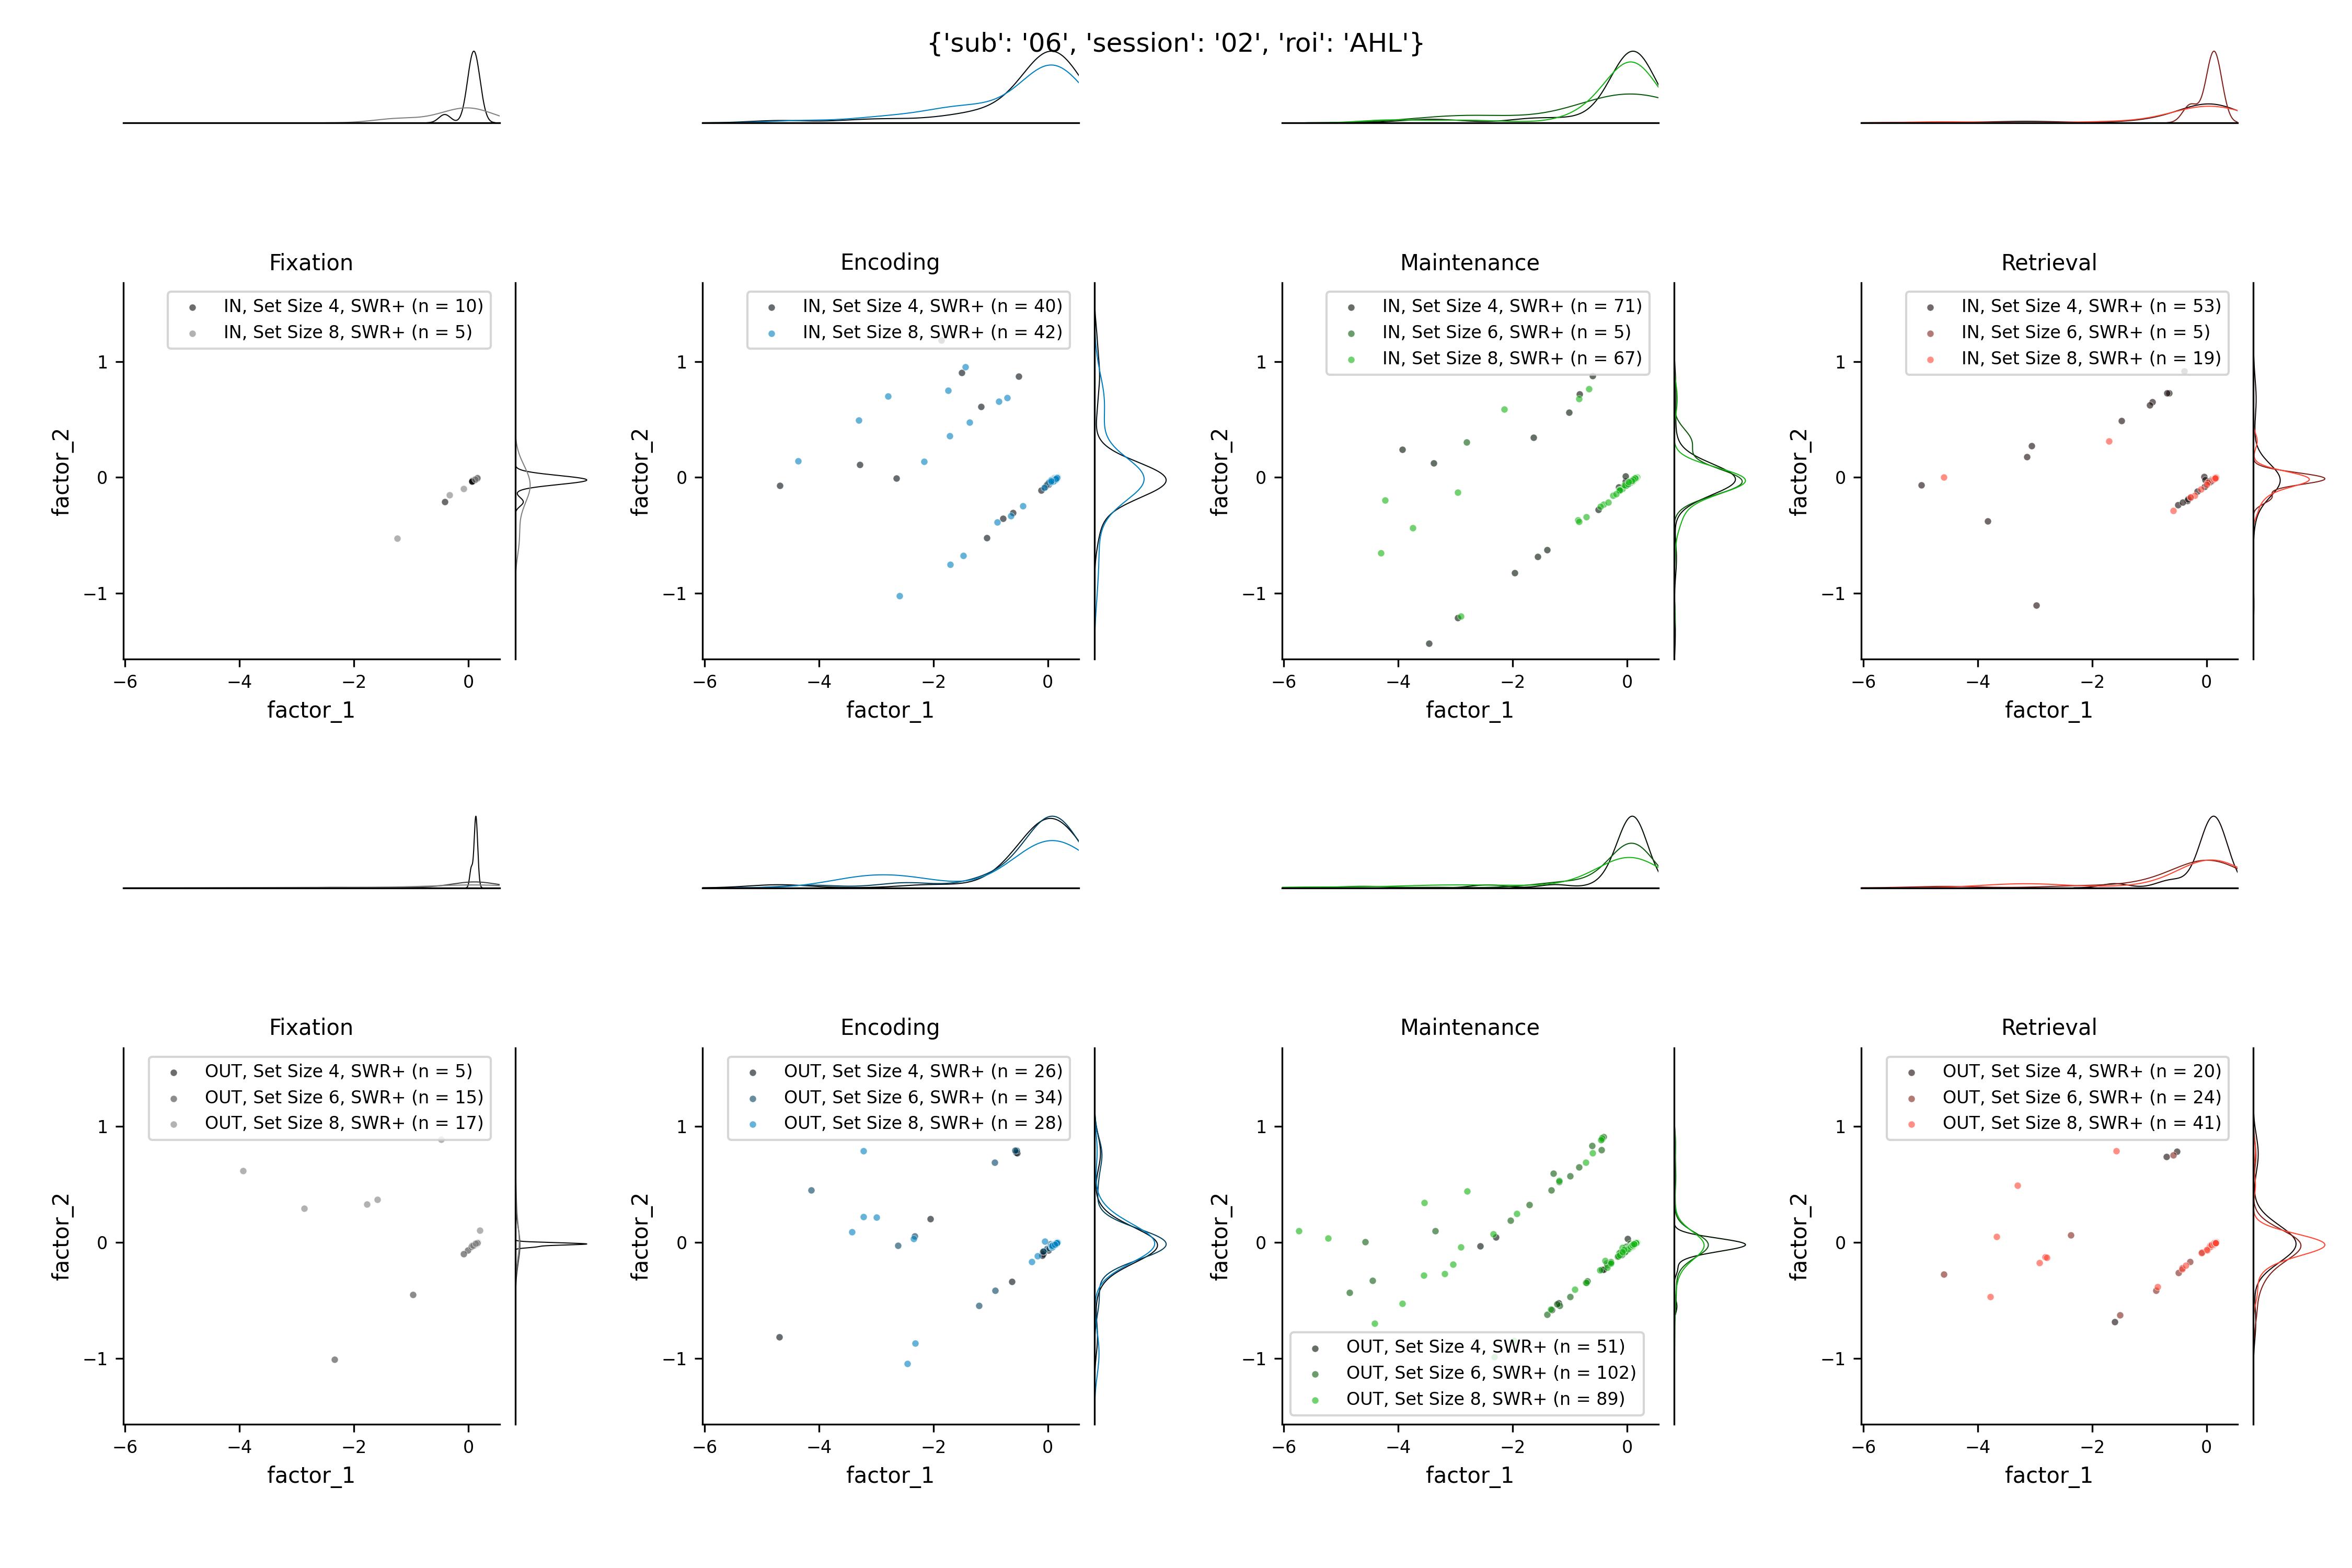 {'sub': '06', 'session': '02', 'roi': 'AHL'}
Fixation
IN, Set Size 4, SWR+ (n = 10)
IN, Set Size 8, SWR+ (n = 5)
1
0
−1
factor_2
−6 −4 −2 0
factor_1
Encoding
IN, Set Size 4, SWR+ (n = 40)
IN, Set Size 8, SWR+ (n = 42)
1
0
−1
factor_2
−6 −4 −2 0
factor_1
Maintenance
IN, Set Size 4, SWR+ (n = 71)
IN, Set Size 6, SWR+ (n = 5)
IN, Set Size 8, SWR+ (n = 67)
1
0
−1
factor_2
−6 −4 −2 0
factor_1
Retrieval
IN, Set Size 4, SWR+ (n = 53)
IN, Set Size 6, SWR+ (n = 5)
IN, Set Size 8, SWR+ (n = 19)
1
0
−1
factor_2
−6 −4 −2 0
factor_1
Fixation
OUT, Set Size 4, SWR+ (n = 5)
OUT, Set Size 6, SWR+ (n = 15)
OUT, Set Size 8, SWR+ (n = 17)
1
0
−1
factor_2
−6 −4 −2 0
factor_1
Encoding
OUT, Set Size 4, SWR+ (n = 26)
OUT, Set Size 6, SWR+ (n = 34)
OUT, Set Size 8, SWR+ (n = 28)
1
0
−1
factor_2
−6 −4 −2 0
factor_1
Maintenance
1
0
−1
factor_2
OUT, Set Size 4, SWR+ (n = 51)
OUT, Set Size 6, SWR+ (n = 102)
OUT, Set Size 8, SWR+ (n = 89)
−6 −4 −2 0
factor_1
Retrieval
OUT, Set Size 4, SWR+ (n = 20)
OUT, Set Size 6, SWR+ (n = 24)
OUT, Set Size 8, SWR+ (n = 41)
1
0
−1
factor_2
−6 −4 −2 0
factor_1